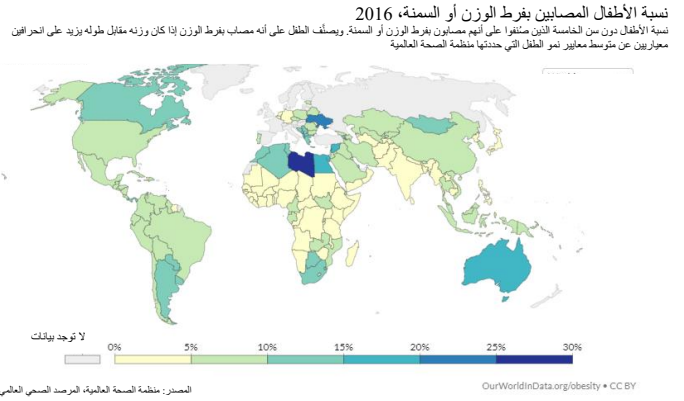 نسبة الأطفال المصابين بفرط الوزن أو السمنة، 2016
نسبة الأطفال دون سن الخامسة الذين صُنفوا على أنهم مصابون بفرط الوزن أو السمنة. ويصنَّف الطفل على أنه مصاب بفرط الوزن إذا كان وزنه مقابل طوله يزيد على انحرافين
معياريين عن متوسط معايير نمو الطفل التي حددتها منظمة الصحة العالمية
لا توجد بيانات
0% 5% 10% 15% 20% 25% 30%
OurWorldInData.org/obesity • CC BY
المصدر: منظمة الصحة العالمية، المرصد الصحي العالمي